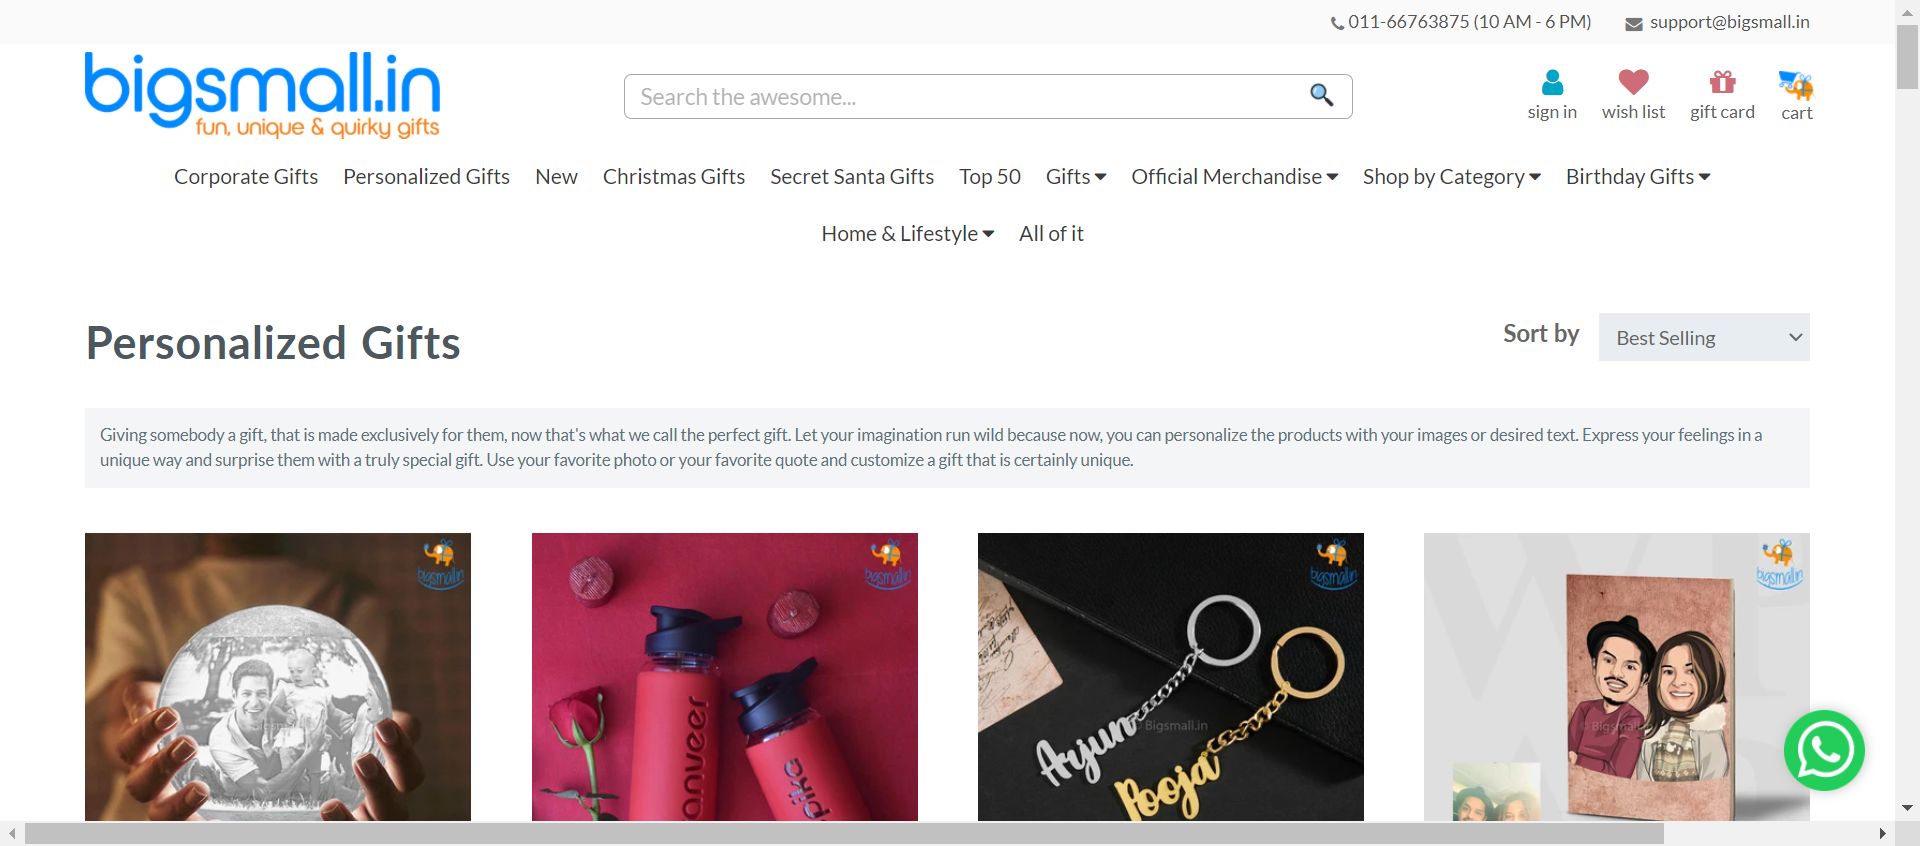 011-66763875 (10 AM - 6 PM) support@bigsmall.in
bigsmall.in
fun, unique & quirky gifts
Search the awesome...
sign in wish list gift card cart
Corporate Gifts Personalized Gifts New Christmas Gifts Secret Santa Gifts Top 50 Gifts Official Merchandise Shop by Category Birthday Gifts
Home & Lifestyle All of it
Personalized Gifts
Sort by Best Selling
Giving somebody a gift, that is made exclusively for them, now that's what we call the perfect gift. Let your imagination run wild because now, you can personalize the products with your images or desired text. Express your feelings in a
unique way and surprise them with a truly special gift. Use your favorite photo or your favorite quote and customize a gift that is certainly unique.
bigsmall.in
bigsmall.in
bigsmall.in
bigsmall.in
anveer
pika
© Bigsmall.in
Arjun
Pooja